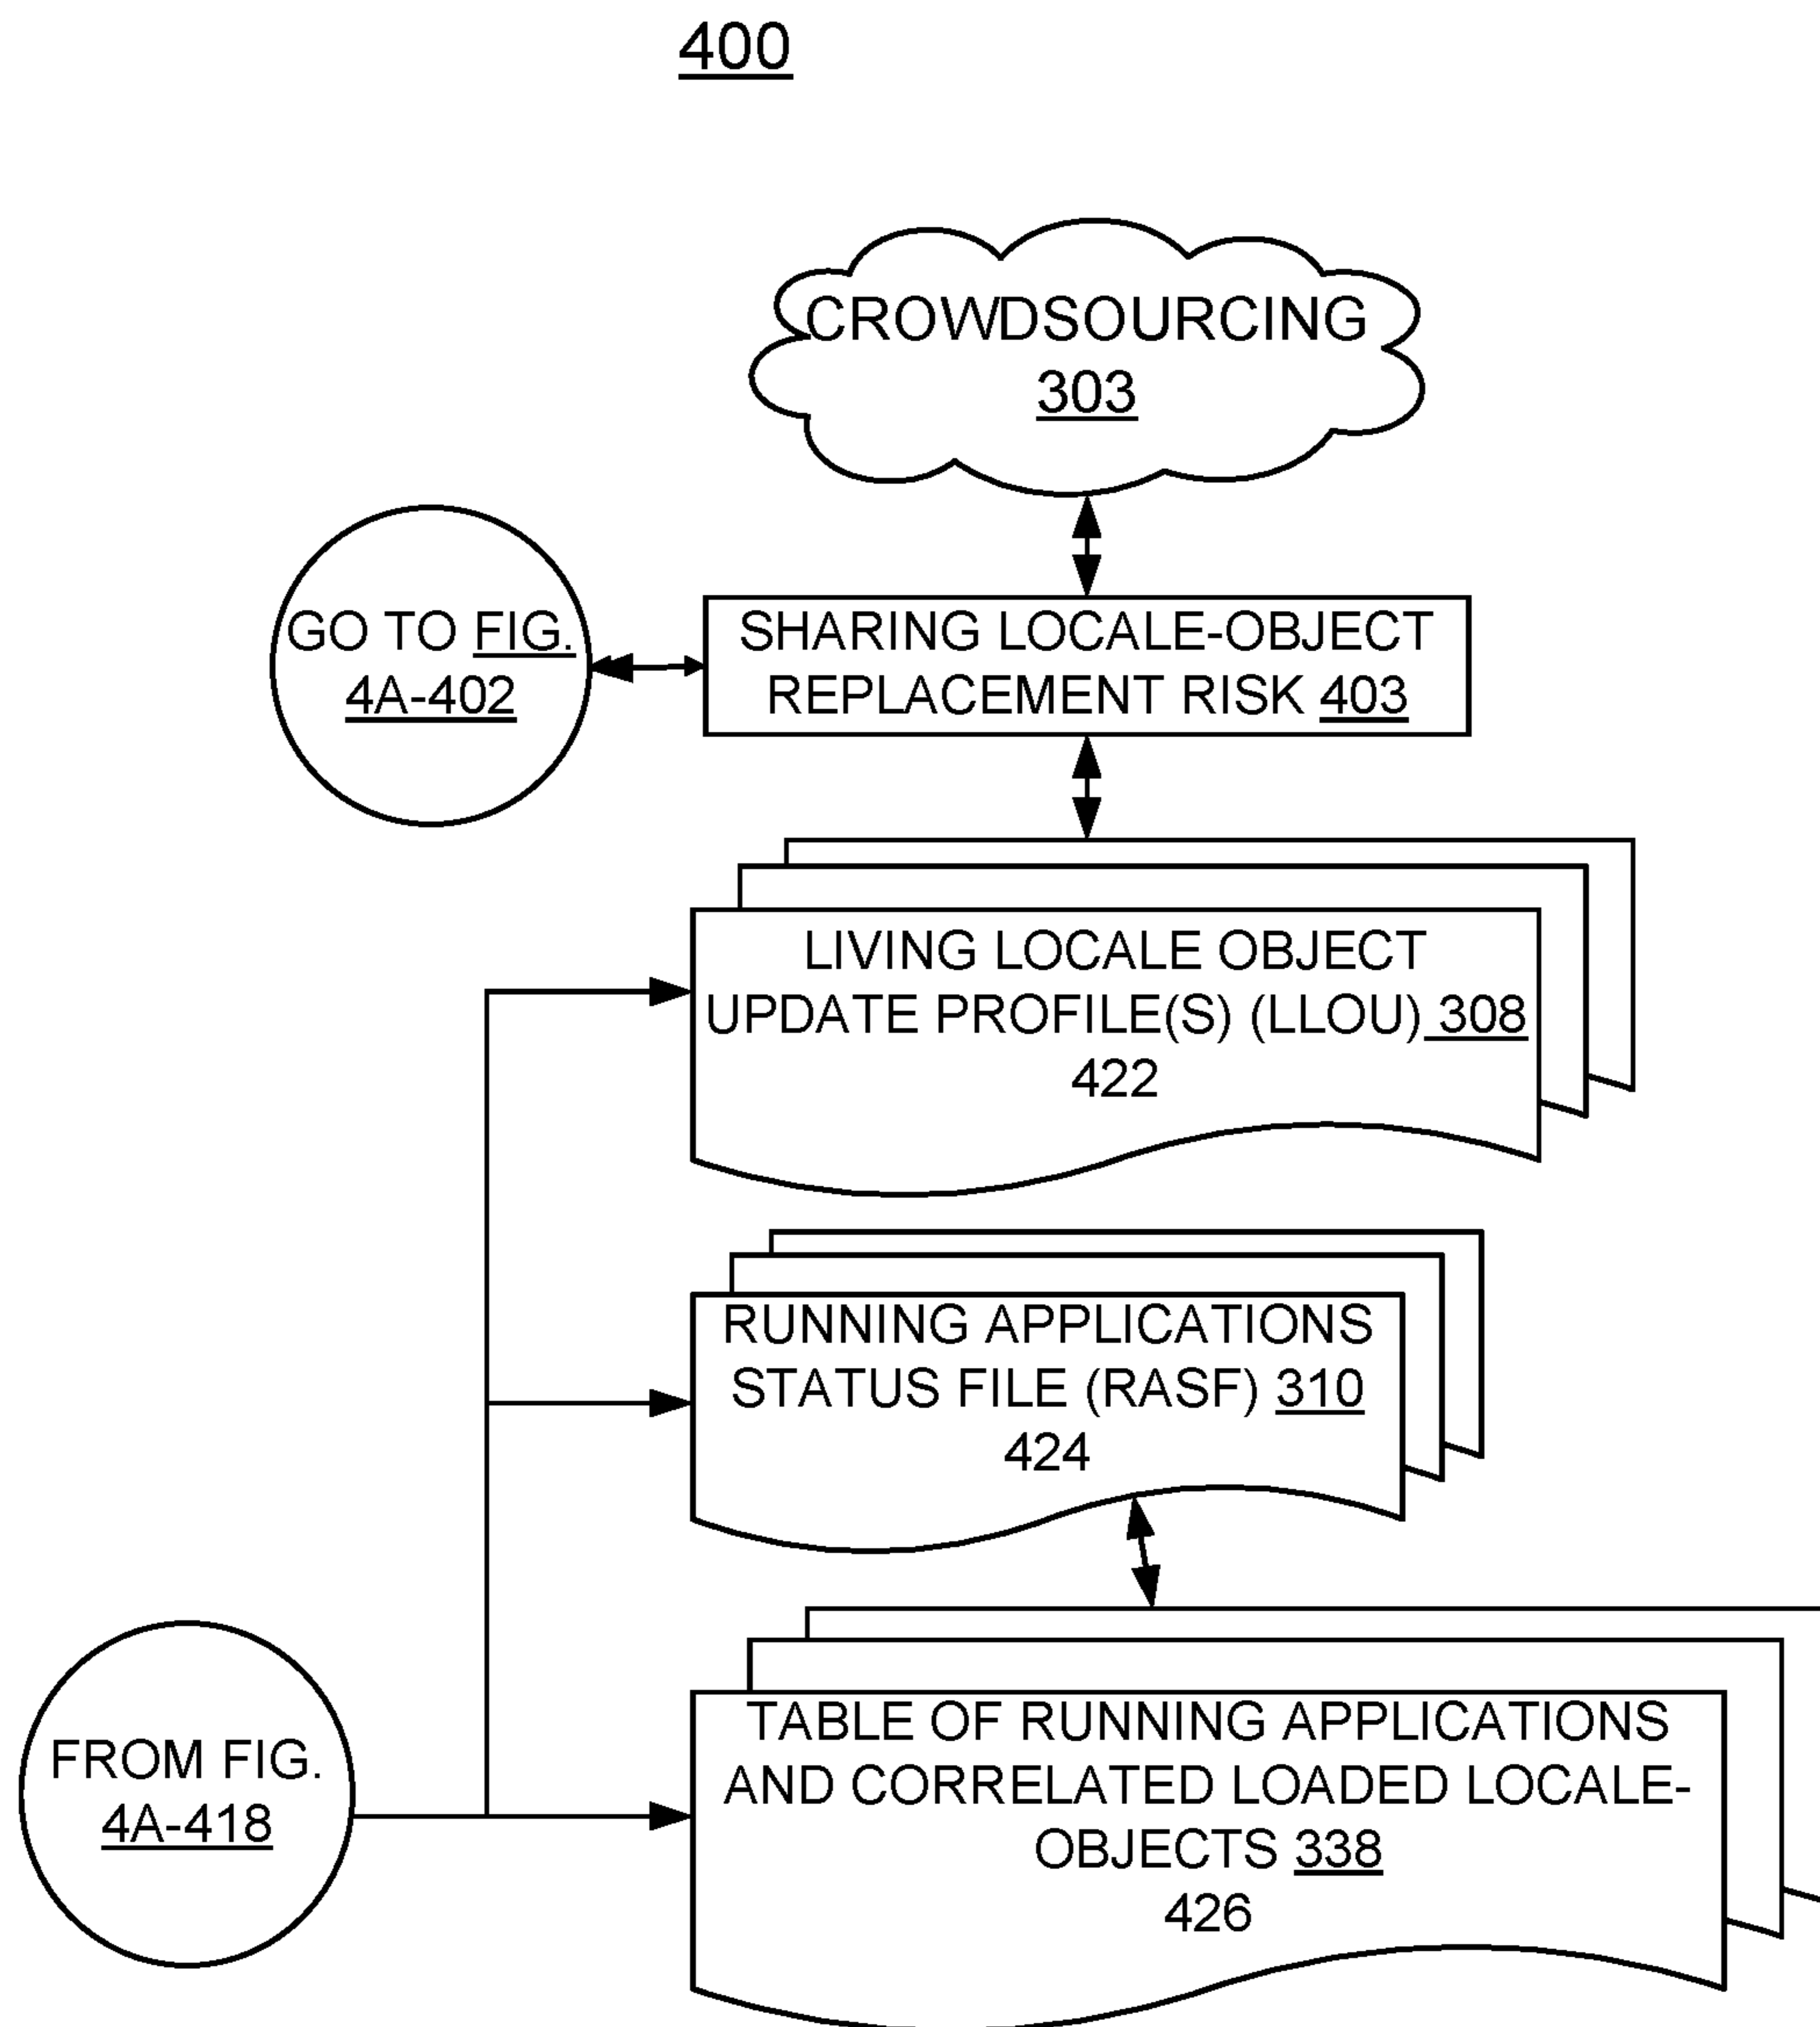 400
CROWDSOURCING
303
GO TO FIG.
4A-402
SHARING LOCALE-OBJECT
REPLACEMENT RISK 403
LIVING LOCALE OBJECT
UPDATE PROFILE(S) (LLOU) 308
422
RUNNING APPLICATIONS
STATUS FILE (RASF) 310
424
FROM FIG.
4A-418
TABLE OF RUNNING APPLICATIONS
AND CORRELATED LOADED LOCALE-
OBJECTS 338
426